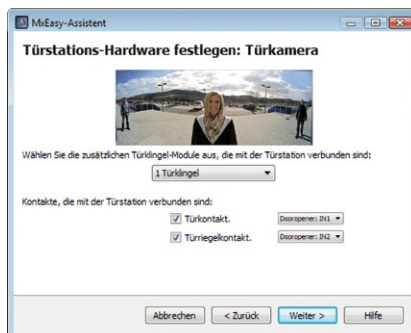 MxEasy-Assistent
Türstations-Hardware festlegen: Türkamera
Wählen Sie die zusätzlichen Türklingel-Module aus, die mit der Türstation verbunden sind:
1 Türklingel
Kontakte, die mit der Türstation verbunden sind:
Türkontakt. Dooropener: IN1
Türriegelkontakt. Dooropener: IN2
Abbrechen < Zurück Weiter > Hilfe